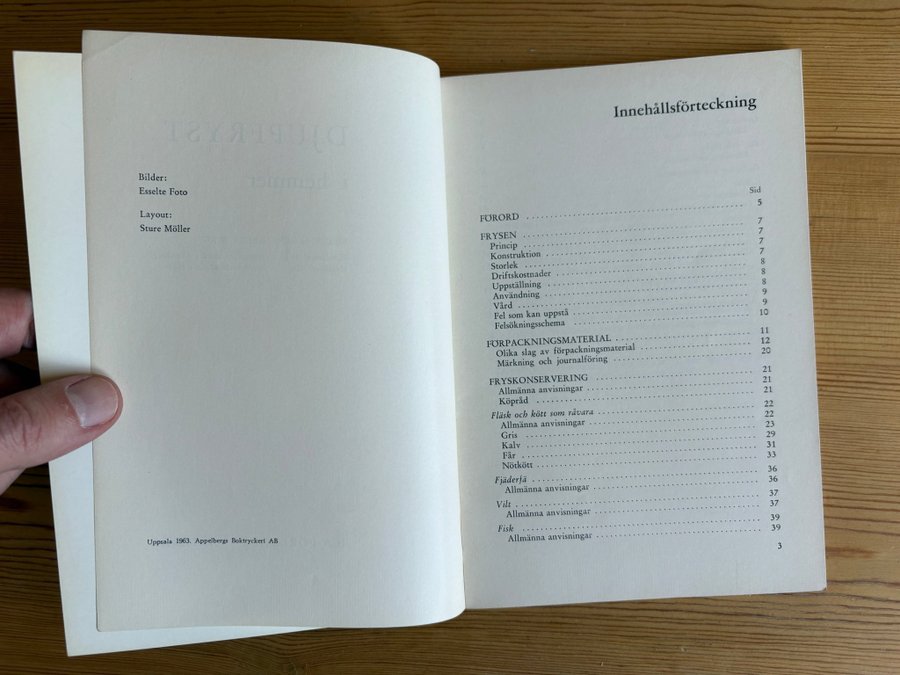 Bilder:
Esselte Foto
Layout:
Sture Möller
Uppsala 1963. Appelbergs Boktryckeri AB
Innehållsförteckning
Sid
FÖRORD 5
FRYSEN 7
Princip 7
Konstruktion 7
Storlek 7
Driftskostnader 8
Uppställning 8
Användning 8
Vård 9
Fel som kan uppstå 9
Felsökningsschema 10
FÖRPACKNINGSMATERIAL 11
Olika slag av förpackningsmaterial 12
Märkning och journalföring 20
FRYSKONSERVERING 21
Allmänna anvisningar 21
Köpråd 21
Fläsk och kött som råvara 22
Allmänna anvisningar 22
Gris 23
Kalv 29
Får 31
Nötkött 33
Fjäderfä 36
Allmänna anvisningar 36
Vilt 37
Allmänna anvisningar 37
Fisk 39
Allmänna anvisningar 39
3